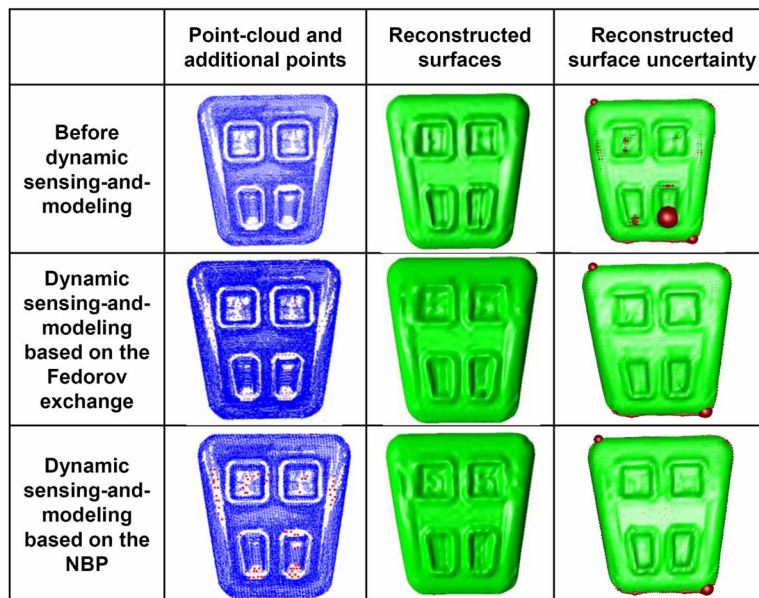 Point-cloud and
additional points
Reconstructed
surfaces
Reconstructed
surface uncertainty
Before
dynamic
sensing-and-
modeling
Dynamic
sensing-and-
modeling
based on the
Fedorov
exchange
Dynamic
sensing-and-
modeling
based on the
NBP